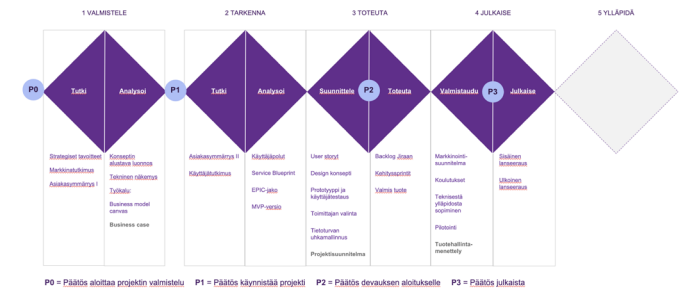 1 VALMISTELE
2 TARKENNA
3 TOTEUTA
4 JULKAISE
5 YLLÄPIDÄ
P0
Tutki
Analysoi
P1
Tutki
Analysoi
Suunnittele
P2
Toteuta
Valmistaudu
P3
Julkaise
Strategiset tavoitteet
Markkinatutkimus
Asiakasymmärrys I
Konseptin
alustava luonnos
Tekninen näkemys
Työkalu:
Business model
canvas
Business case
Asiakasymmärrys II
Käyttäjätutkimus
Käyttäjäpolut
Service Blueprint
EPIC-jako
MVP-versio
User storyt
Design konsepti
Prototyyppi ja
käyttäjätestaus
Toimittajan valinta
Tietoturvan
uhkamallinnus
Projektisuunnitelma
Backlog Jiraan
Kehityssprintit
Valmis tuote
Markkinointi-
suunnitelma
Koulutukset
Teknisestä
ylläpidosta
sopiminen
Pilotointi
Tuotehallinta-
menettely
Sisäinen
lanseeraus
Ulkoinen
lanseeraus
P0 = Päätös aloittaa projektin valmistelu P1 = Päätös käynnistää projekti P2 = Päätös devauksen aloitukselle P3 = Päätös julkaista